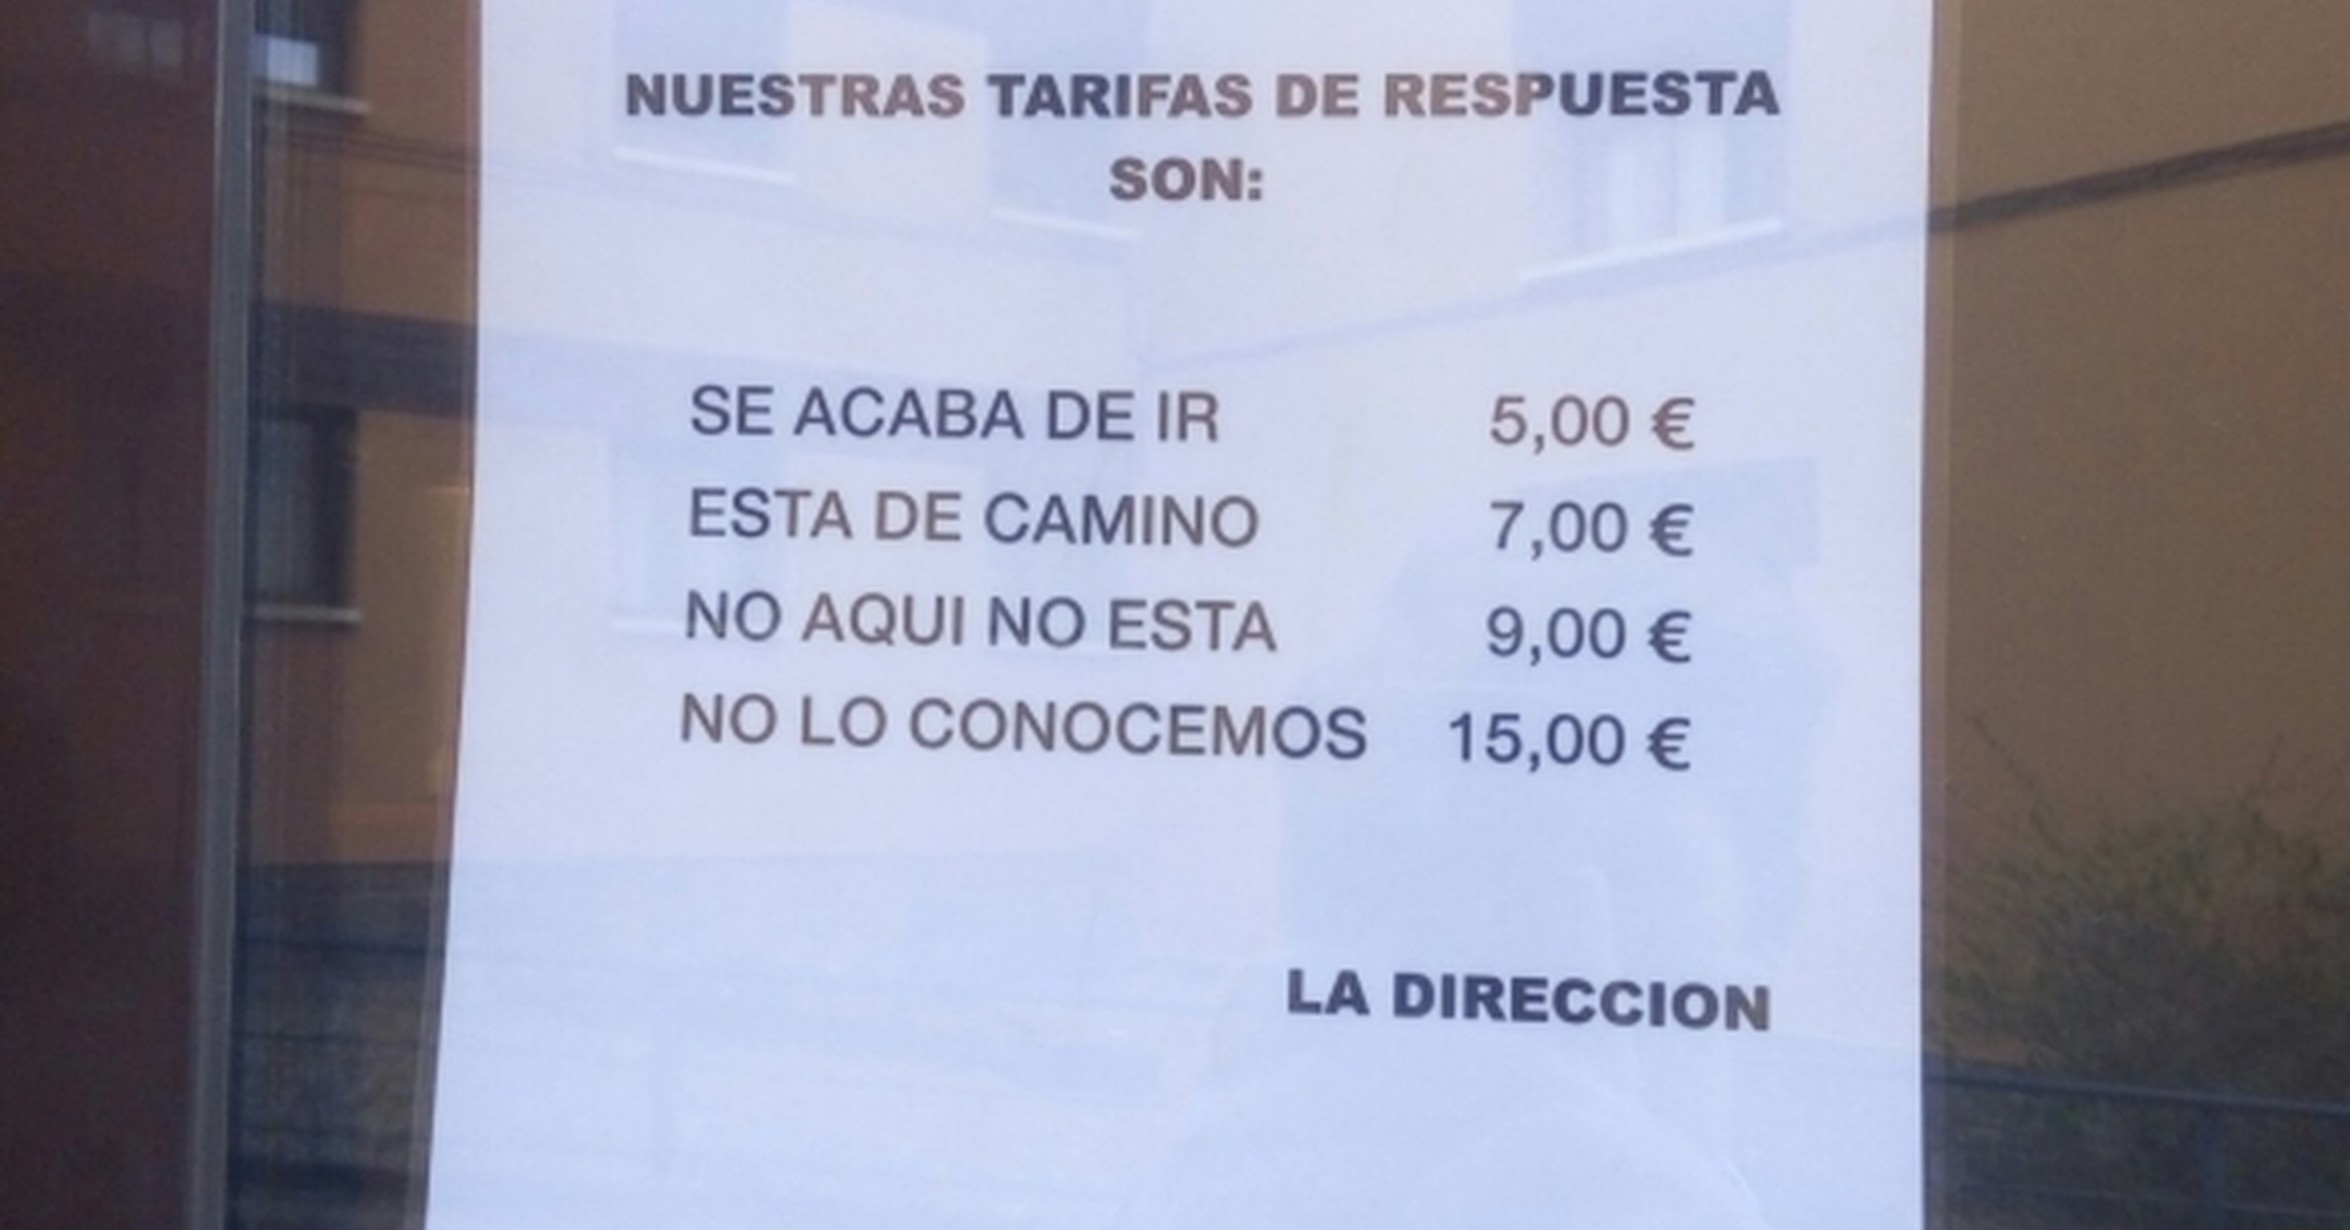 NUESTRAS TARIFAS DE RESPUESTA
SON:
SE ACABA DE IR 5,00 €
ESTA DE CAMINO 7,00 €
NO AQUI NO ESTA 9,00 €
NO LO CONOCEMOS 15,00 €
LA DIRECCION